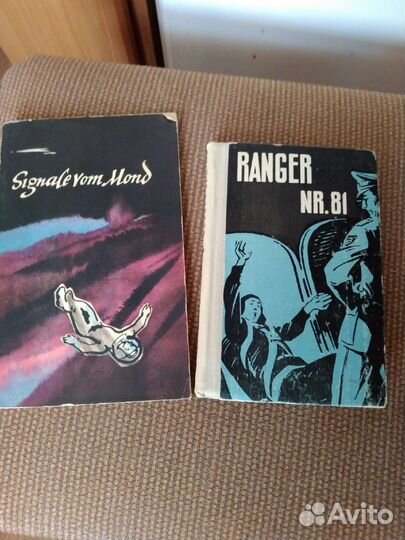 Signale vom Mond
RANGER
NR. 81
Avito